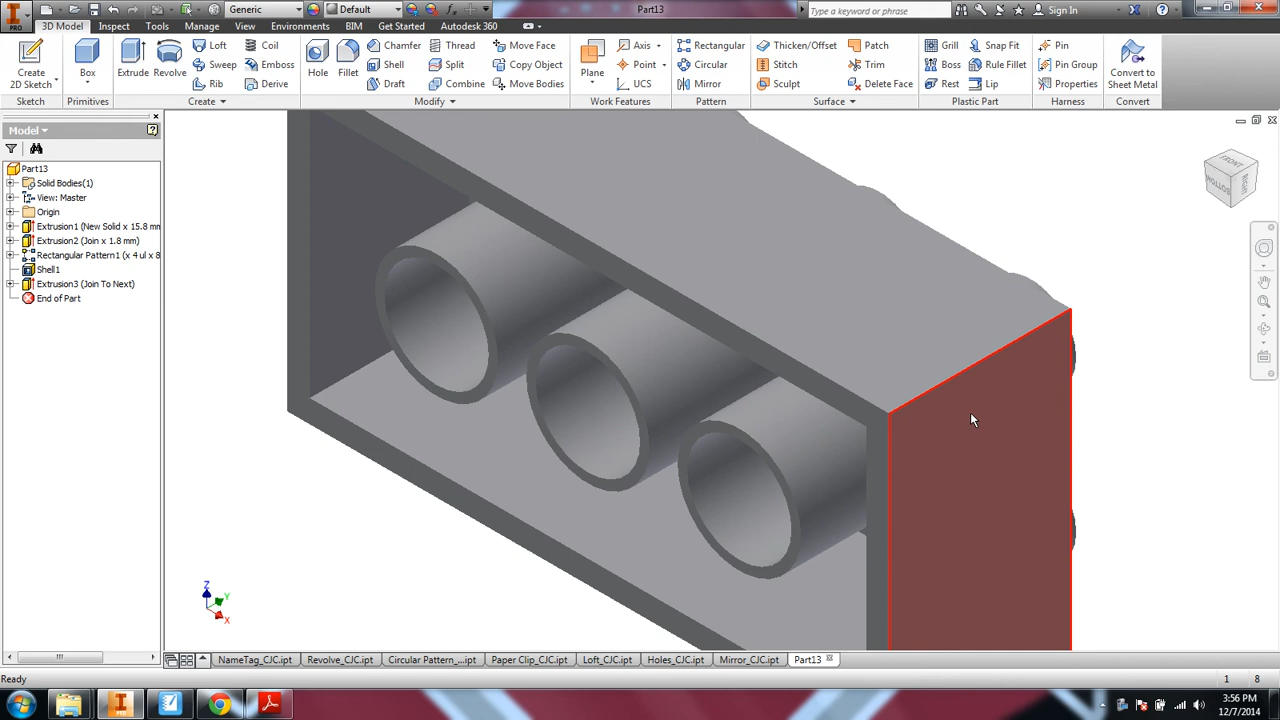 Generic
Default
Part13
Type a keyword or phrase
Sign In
PRO
3D Model Inspect Tools Manage View Environments BIM Get Started Autodesk 360
Create
2D Sketch
Box
Extrude
Revolve
Loft
Sweep
Rib
Coil
Emboss
Derive
Hole
Fillet
Chamfer
Shell
Draft
Thread
Split
Combine
Move Face
Copy Object
Move Bodies
Plane
Axis
Point
UCS
Rectangular
Circular
Mirror
Thicken/Offset
Stitch
Sculpt
Patch
Trim
Delete Face
Grill
Boss
Rest
Snap Fit
Rule Fillet
Lip
Pin
Pin Group
Properties
Convert to
Sheet Metal
Sketch Primitives Create Modify Work Features Pattern Surface Plastic Part Harness Convert
Model
Part13
Solid Bodies(1)
View: Master
Origin
Extrusion1 (New Solid x 15.8 mm
Extrusion2 (Join x 1.8 mm)
Rectangular Pattern1 (x 4 ul x 8
Shell1
Extrusion3 (Join To Next)
End of Part
FRONT
BOTTOM
RIGHT
Z
Y
X
NameTag_CJC.ipt Revolve_CJC.ipt Circular Pattern_...ipt Paper Clip_CJC.ipt Loft_CJC.ipt Holes_CJC.ipt Mirror_CJC.ipt Part13
Ready
1 8
3:56 PM
12/7/2014